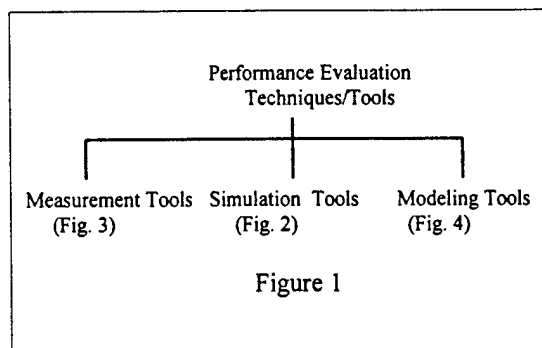 Performance Evaluation
Techniques/Tools
Measurement Tools Simulation Tools Modeling Tools
(Fig. 3) (Fig. 2) (Fig. 4)
Figure 1